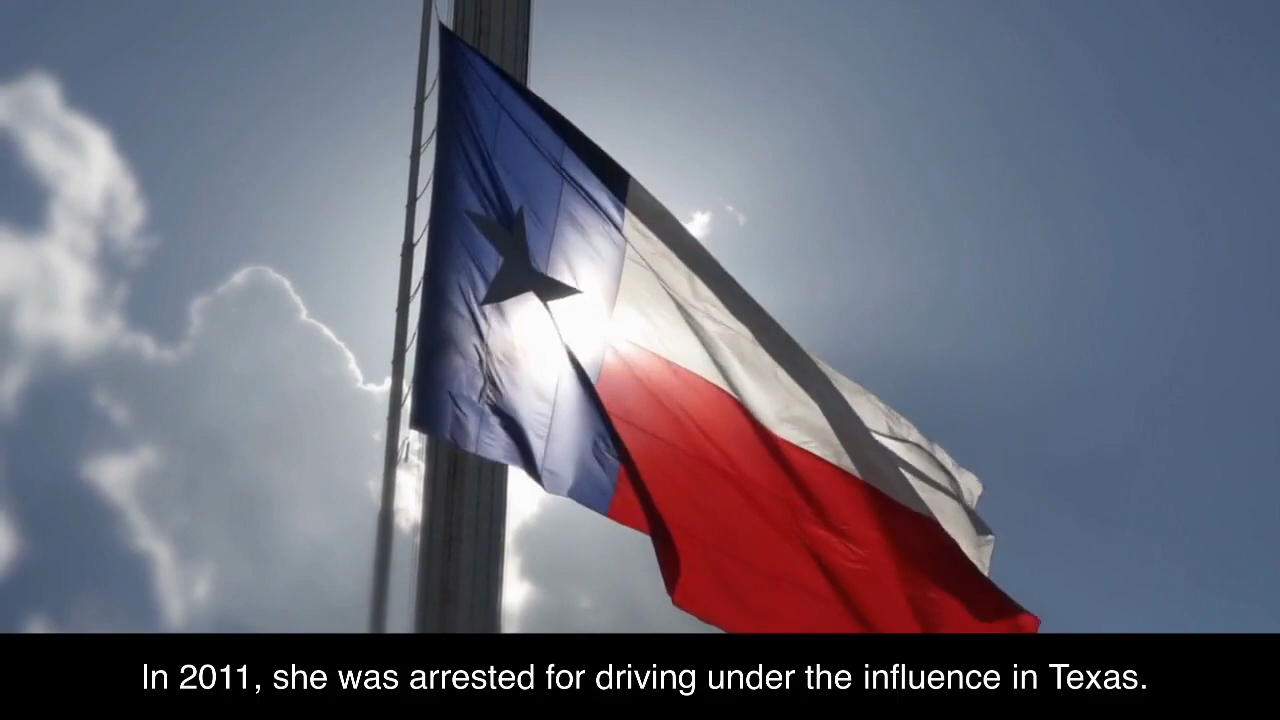 In 2011, she was arrested for driving under the influence in Texas.